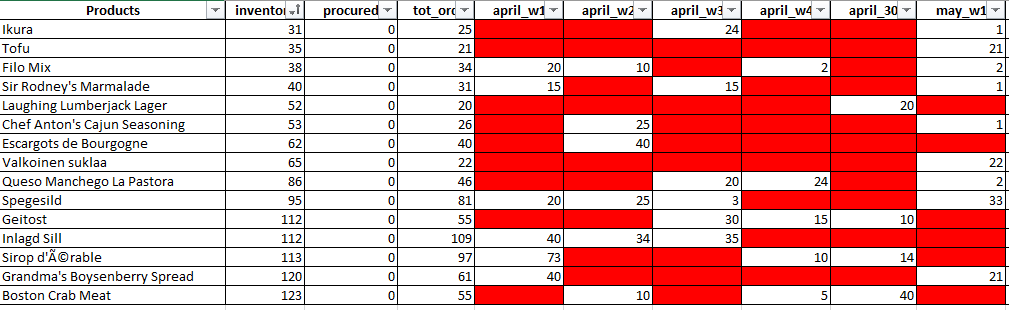 Products inventor procured tot_orc april_w1 april_w2 april_w3 april_w4 april_30 may_w1
Ikura 31 0 25 24 1
Tofu 35 0 21 21
Filo Mix 38 0 34 20 10 2 2
Sir Rodney's Marmalade 40 0 31 15 15 1
Laughing Lumberjack Lager 52 0 20 20
Chef Anton's Cajun Seasoning 53 0 26 25 1
Escargots de Bourgogne 62 0 40 40
Valkoinen suklaa 65 0 22 22
Queso Manchego La Pastora 86 0 46 20 24 2
Spegesild 95 0 81 20 25 3 33
Geitost 112 0 55 30 15 10
Inlagd Sill 112 0 109 40 34 35
Sirop d'Ã©rable 113 0 97 73 10 14
Grandma's Boysenberry Spread 120 0 61 40 21
Boston Crab Meat 123 0 55 10 5 40